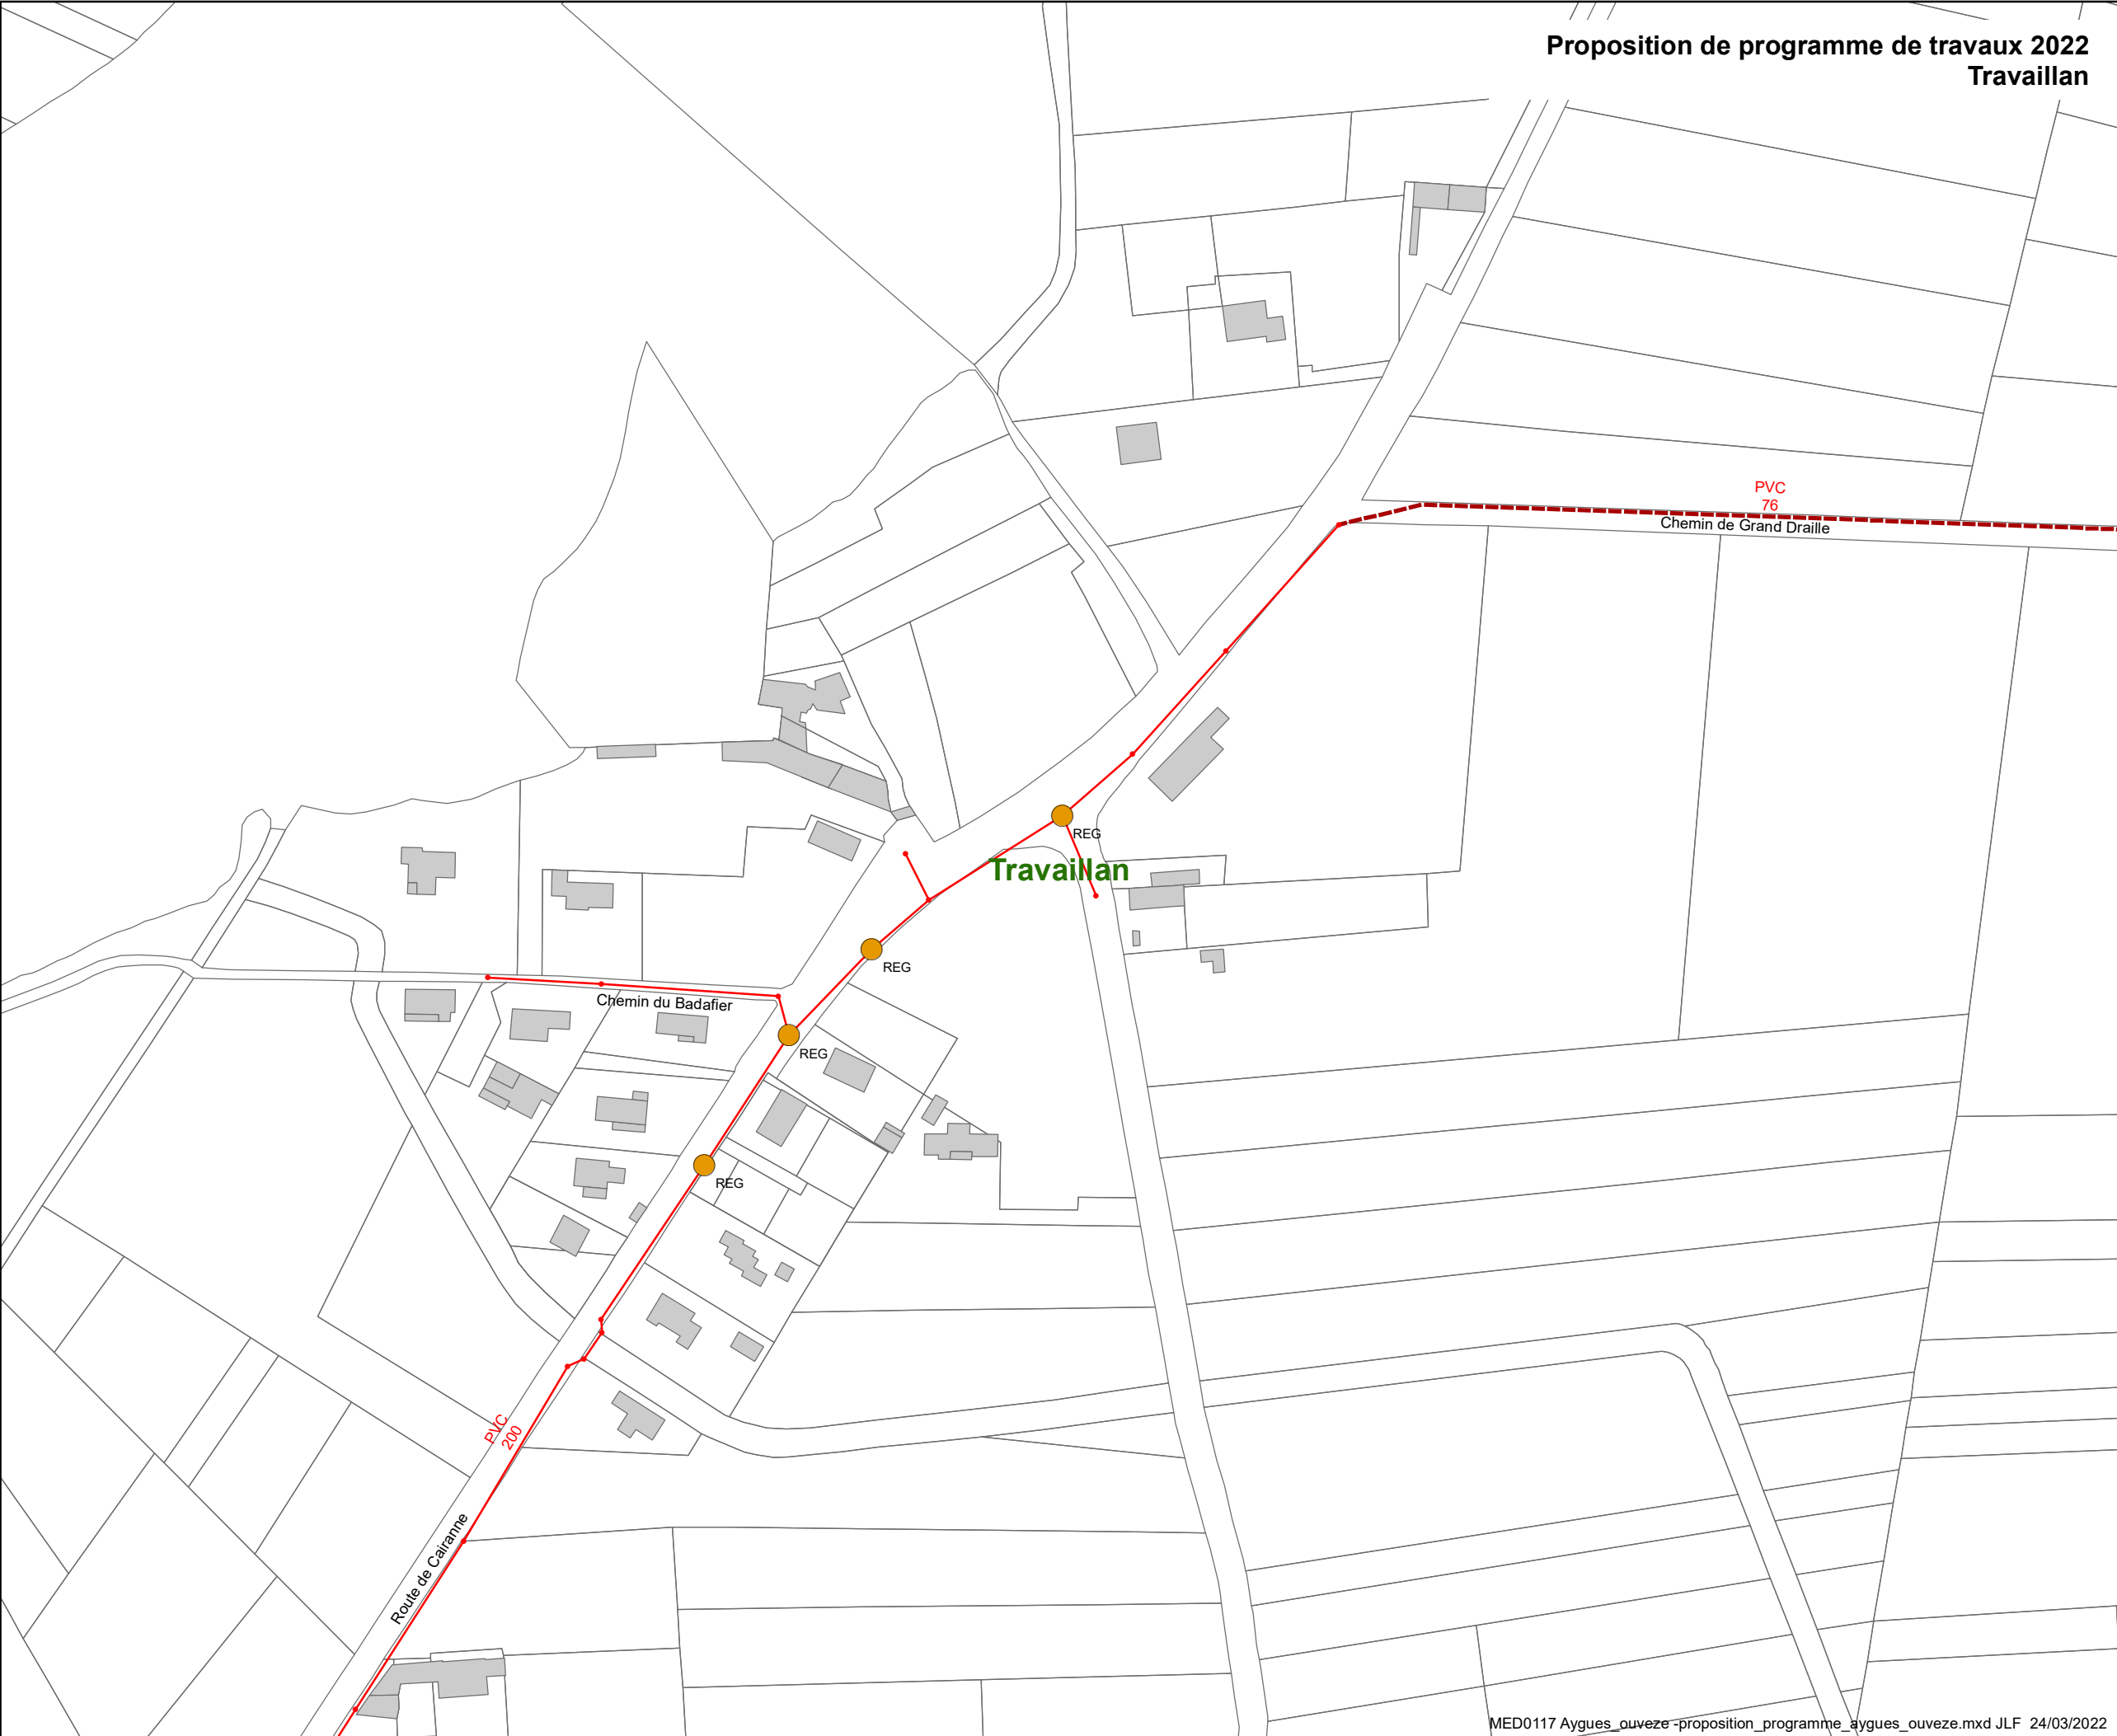 Proposition de programme de travaux 2022
Travaillan
PVC
76
Chemin de Grand Draille
REG
Travaillan
REG
Chemin du Badafier
REG
REG
PVC
200
Route de Cairanne
MED0117 Aygues_ouveze -proposition_programme_aygues_ouveze.mxd JLF 24/03/2022